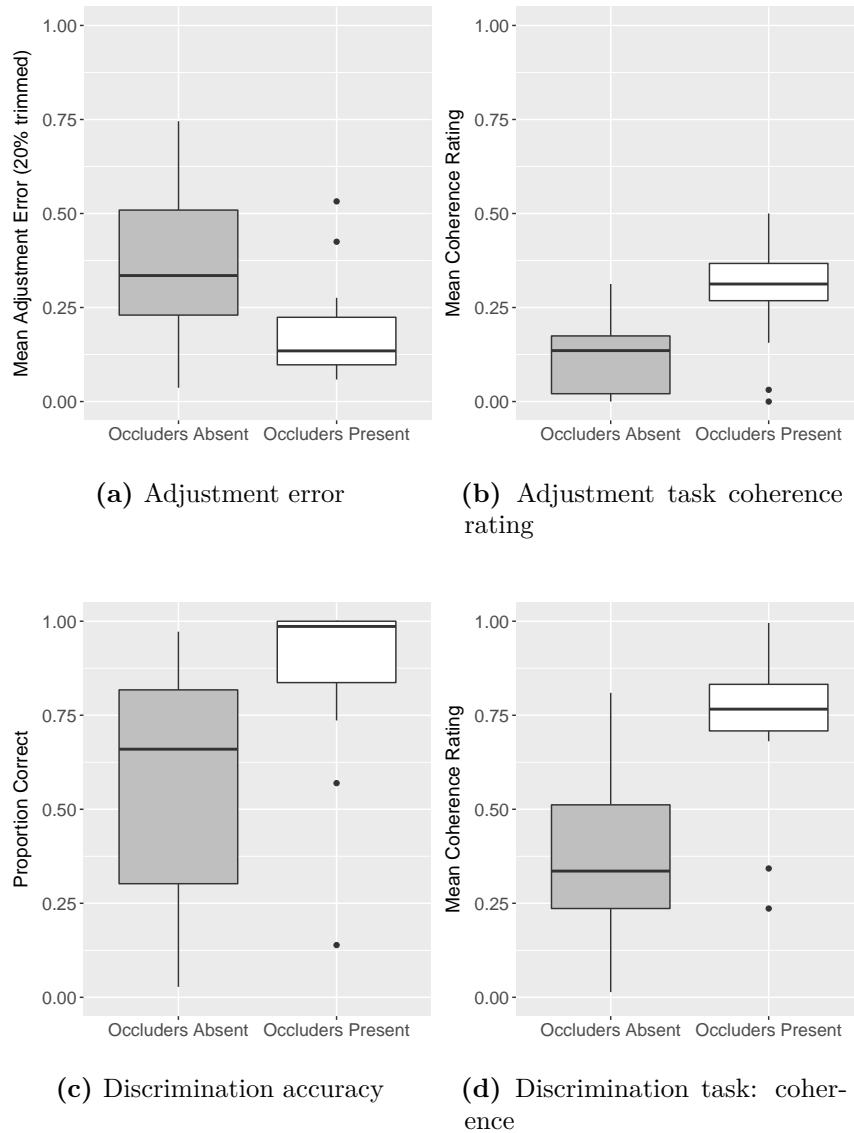 Mean Adjustment Error (20% trimmed)
1.00
0.75
0.50
0.25
0.00
Occluders Absent Occluders Present
(a) Adjustment error
Mean Coherence Rating
1.00
0.75
0.50
0.25
0.00
Occluders Absent Occluders Present
(b) Adjustment task coherence
rating
Proportion Correct
1.00
0.75
0.50
0.25
0.00
Occluders Absent Occluders Present
(c) Discrimination accuracy
Mean Coherence Rating
1.00
0.75
0.50
0.25
0.00
Occluders Absent Occluders Present
(d) Discrimination task: coher-
ence